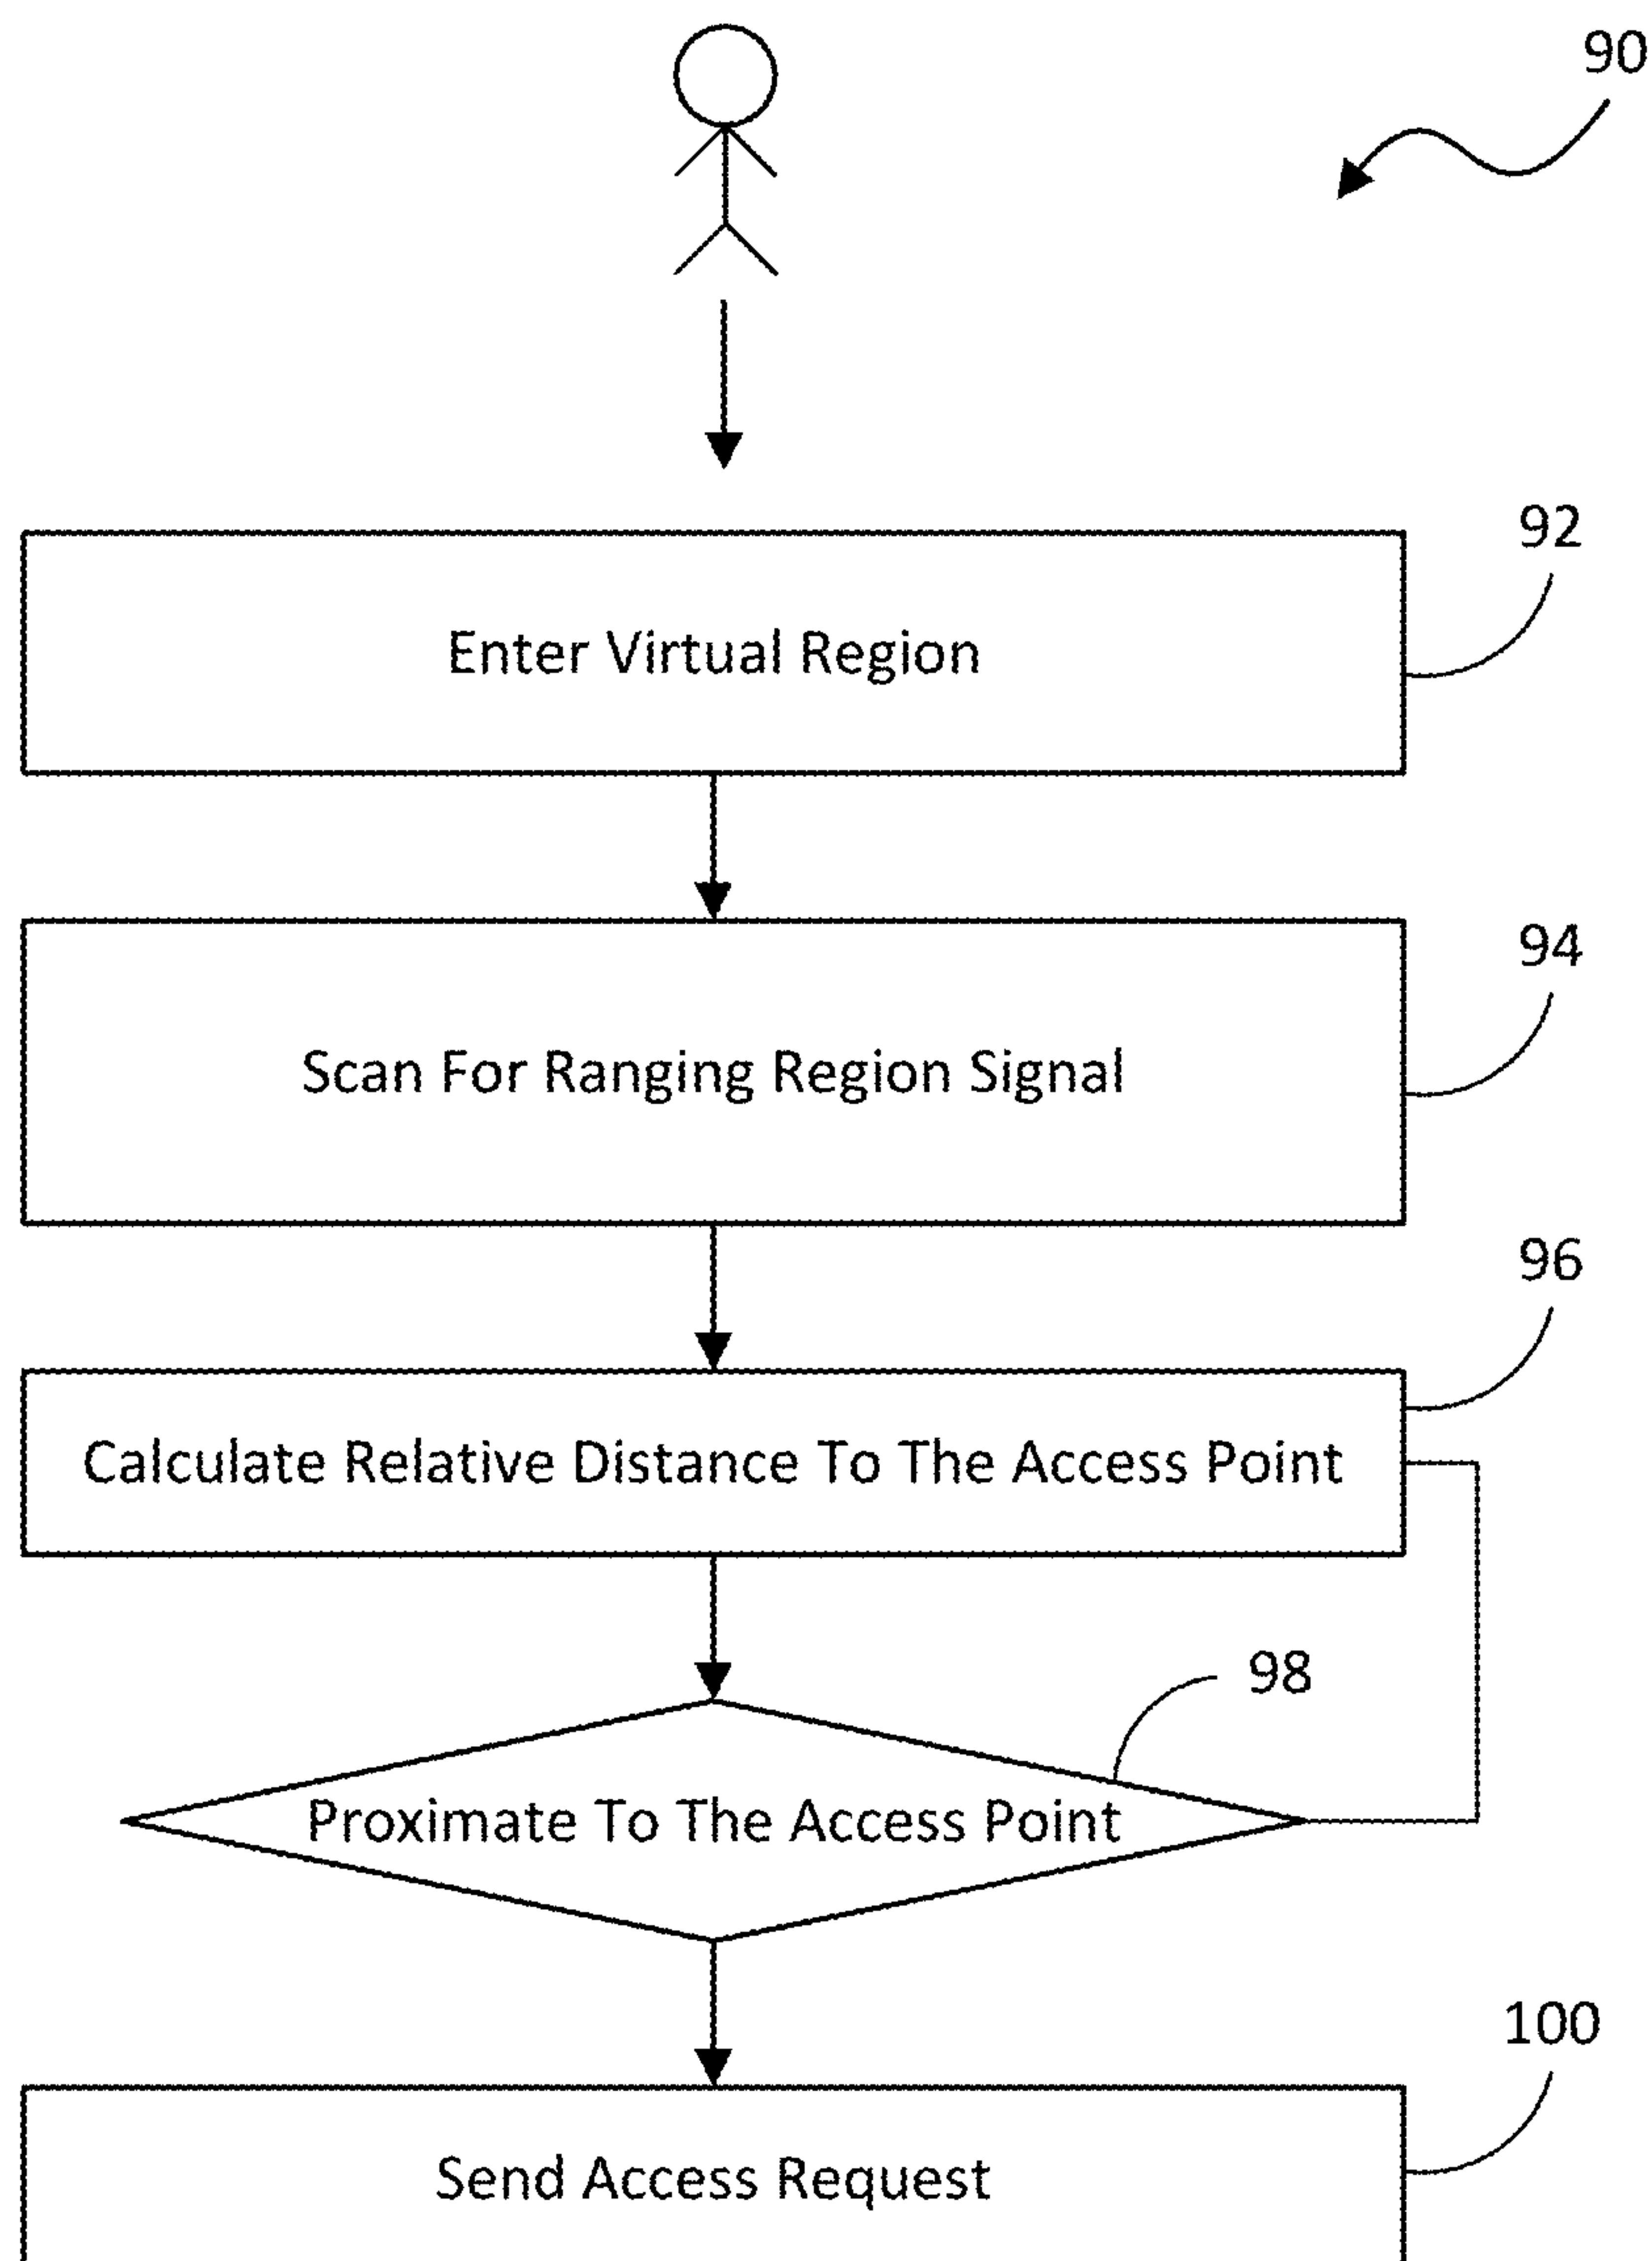 90
92
Enter Virtual Region
94
Scan For Ranging Region Signal
96
Calculate Relative Distance To The Access Point
98
Proximate To The Access Point
100
Send Access Request